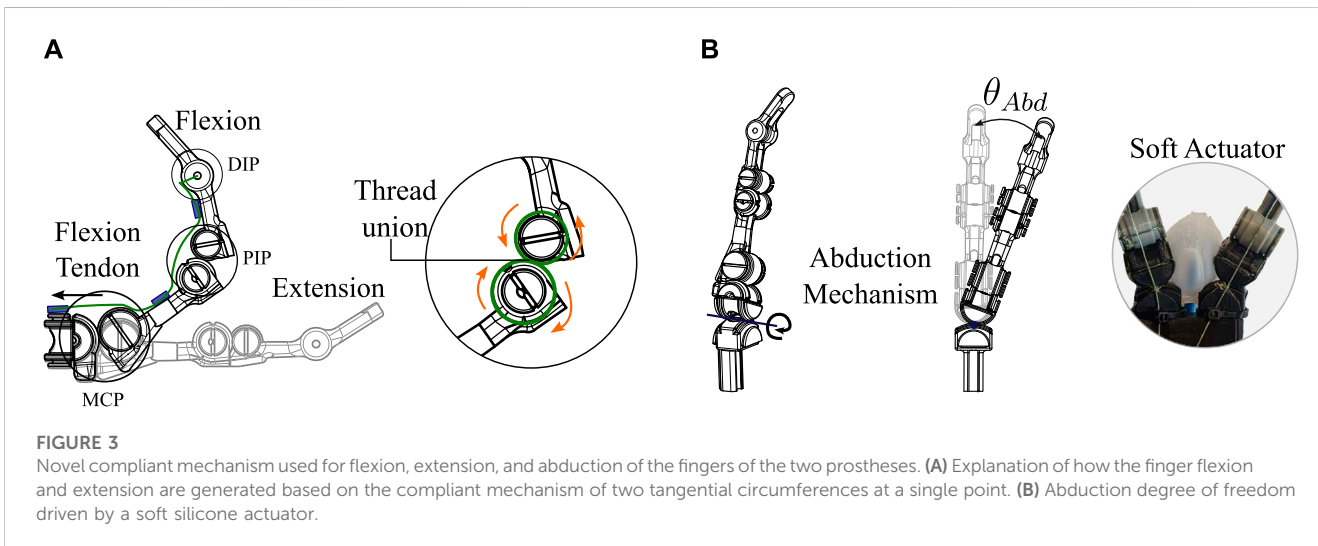 A
Flexion
DIP
Flexion
Tendon
PIP
Extension
MCP
Thread
union
B
θ Abd
Abduction
Mechanism
Soft Actuator
FIGURE 3
Novel compliant mechanism used for flexion, extension, and abduction of the fingers of the two prostheses. (A) Explanation of how the finger flexion
and extension are generated based on the compliant mechanism of two tangential circumferences at a single point. (B) Abduction degree of freedom
driven by a soft silicone actuator.